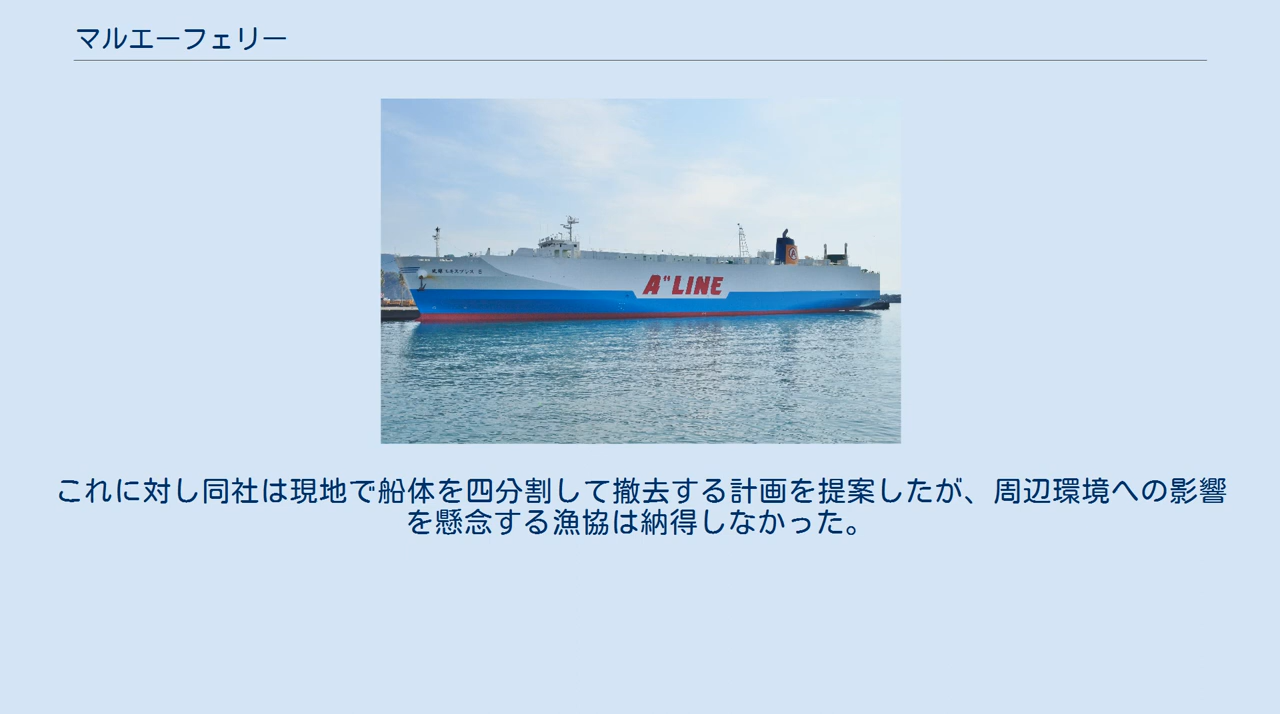 マルエーフェリー
A"LINE
これに対し同社は現地で船体を四分割して撤去する計画を提案したが、周辺環境への影響
を懸念する漁協は納得しなかった。